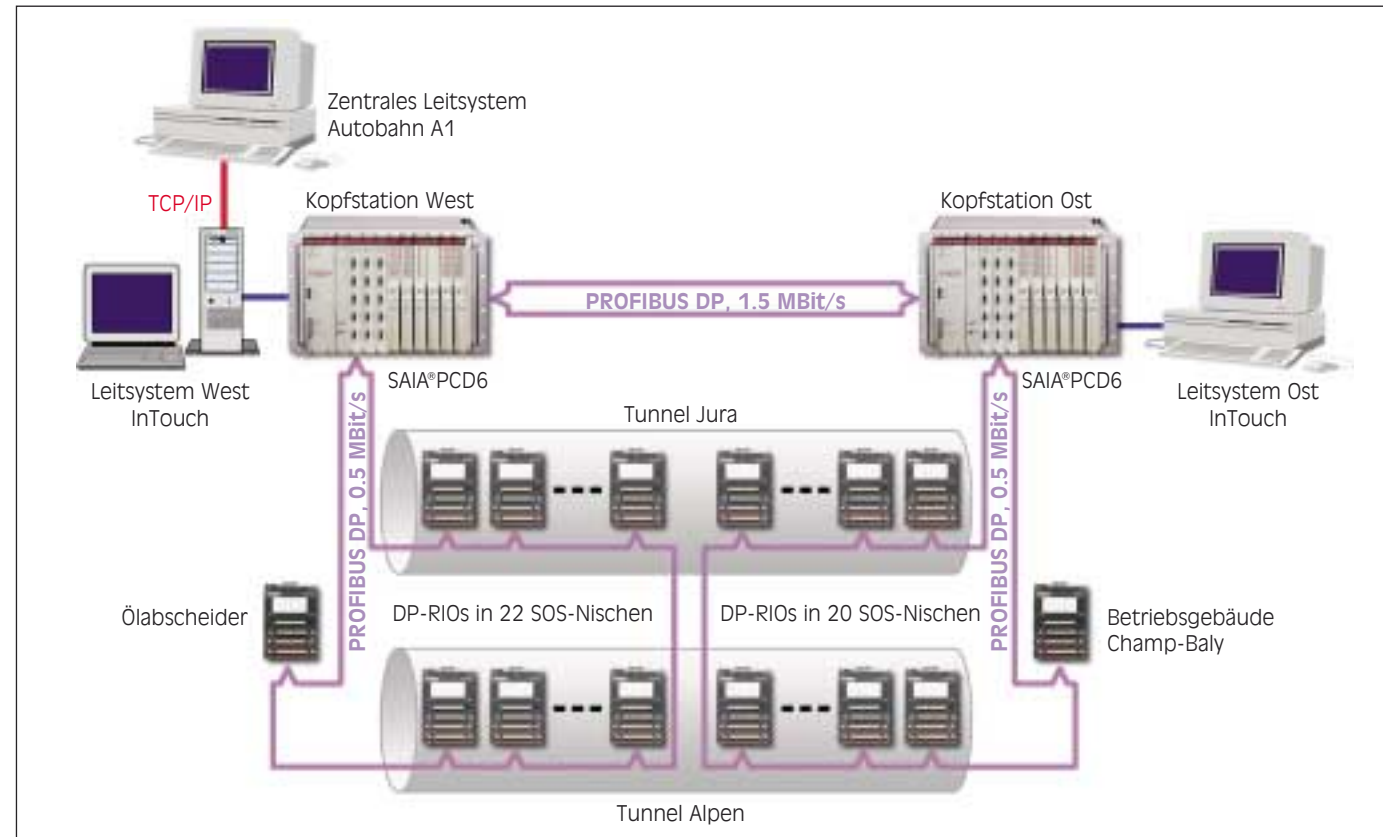 Zentrales Leitsystem
Autobahn A1
TCP/IP
Kopfstation West
Kopfstation Ost
PROFIBUS DP, 1.5 MBit/s
SAIA®PCD6
SAIA®PCD6
Leitsystem West
InTouch
Leitsystem Ost
InTouch
Tunnel Jura
PROFIBUS DP, 0.5 MBit/s
PROFIBUS DP, 0.5 MBit/s
Ölabscheider
DP-RIOs in 22 SOS-Nischen
DP-RIOs in 20 SOS-Nischen
Betriebsgebäude
Champ-Baly
Tunnel Alpen